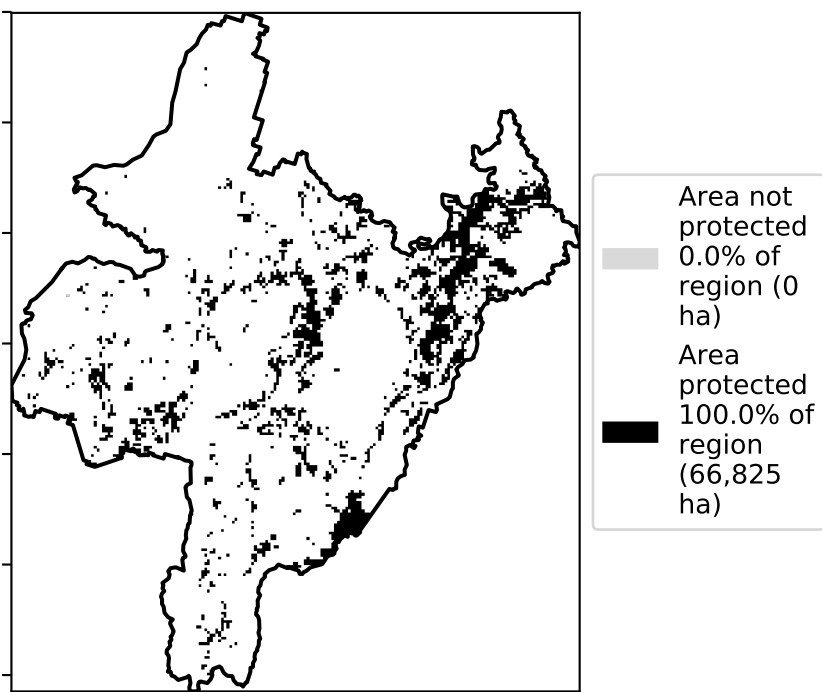 Area not
protected
0.0% of
region (0
ha)
Area
protected
100.0% of
region
(66,825
ha)